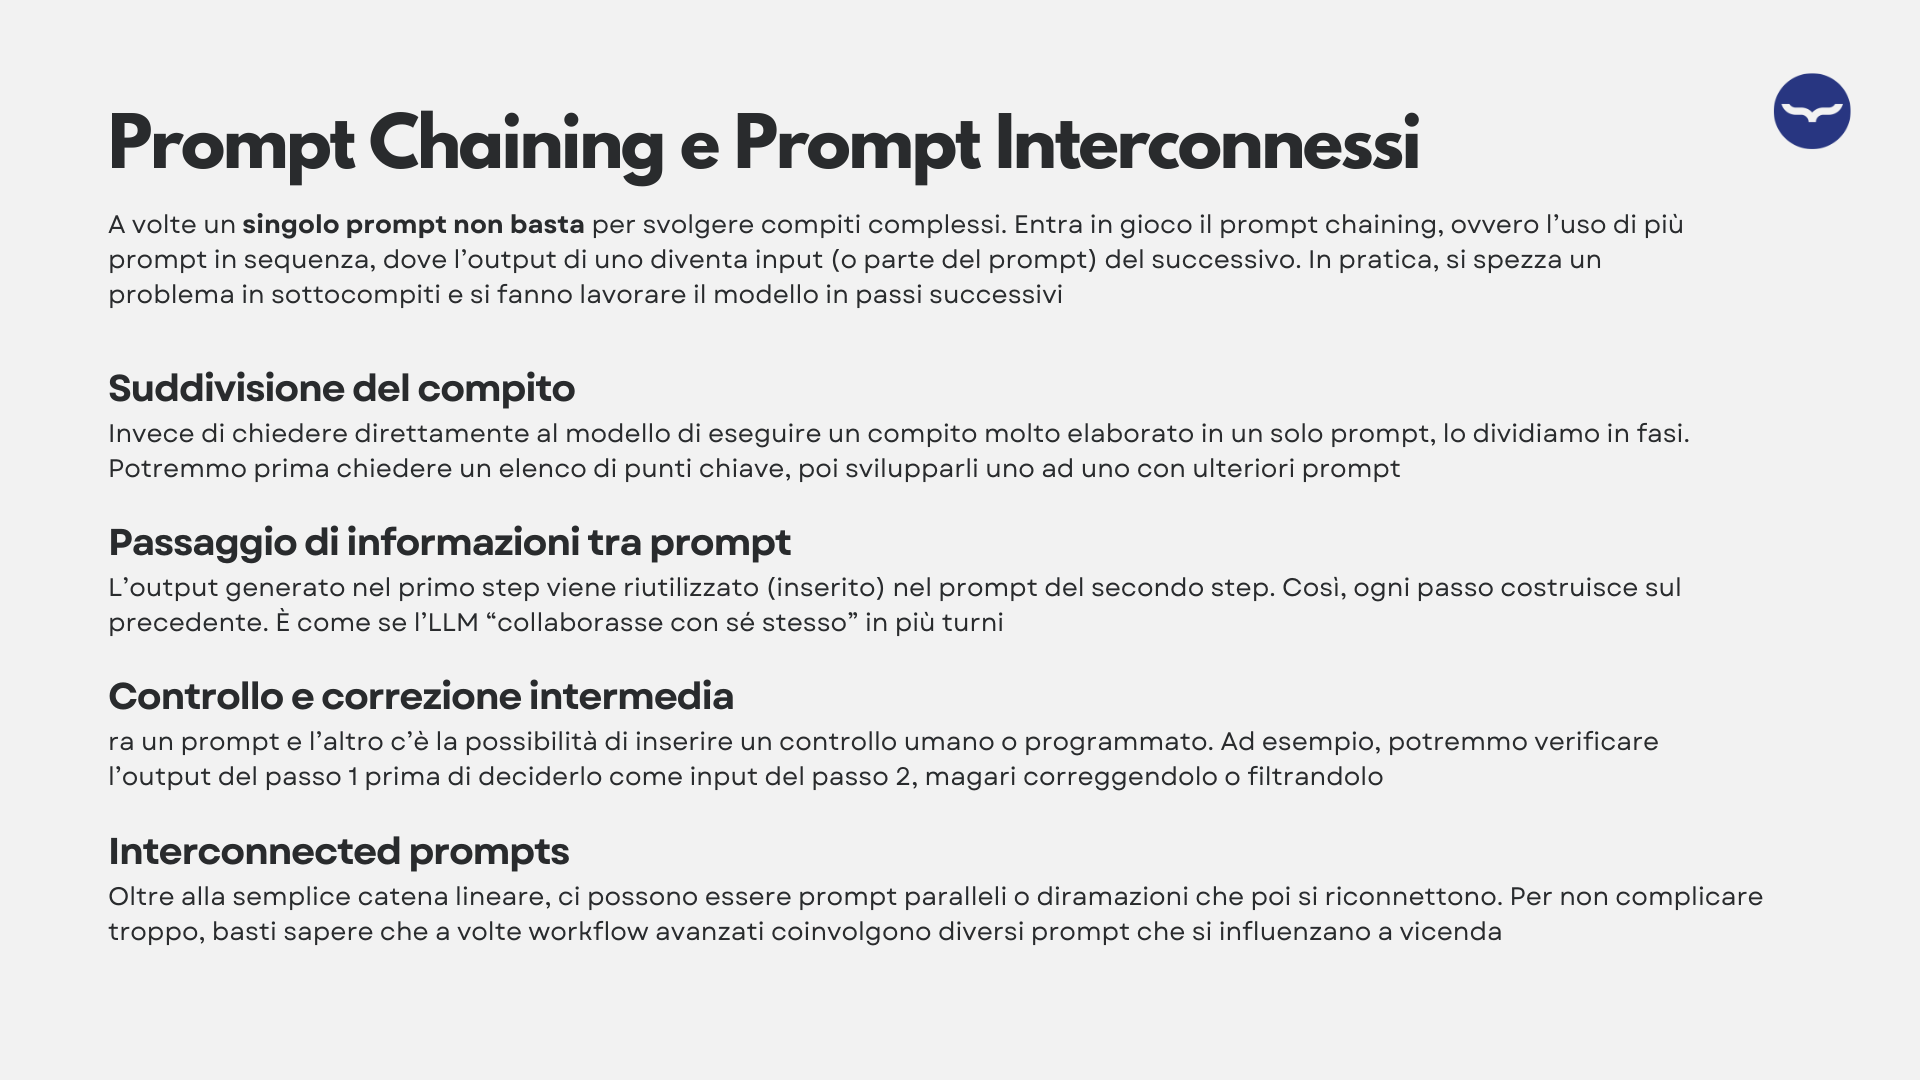 Prompt Chaining e Prompt Interconnessi
A volte un singolo prompt non basta per svolgere compiti complessi. Entra in gioco il prompt chaining, ovvero l’uso di più
prompt in sequenza, dove l’output di uno diventa input (o parte del prompt) del successivo. In pratica, si spezza un
problema in sottocompiti e si fanno lavorare il modello in passi successivi
Suddivisione del compito
Invece di chiedere direttamente al modello di eseguire un compito molto elaborato in un solo prompt, lo dividiamo in fasi.
Potremmo prima chiedere un elenco di punti chiave, poi svilupparli uno ad uno con ulteriori prompt
Passaggio di informazioni tra prompt
L’output generato nel primo step viene riutilizzato (inserito) nel prompt del secondo step. Così, ogni passo costruisce sul
precedente. È come se l’LLM “collaborasse con sé stesso” in più turni
Controllo e correzione intermedia
ra un prompt e l’altro c’è la possibilità di inserire un controllo umano o programmato. Ad esempio, potremmo verificare
l’output del passo 1 prima di deciderlo come input del passo 2, magari correggendolo o filtrandolo
Interconnected prompts
Oltre alla semplice catena lineare, ci possono essere prompt paralleli o diramazioni che poi si riconnettono. Per non complicare
troppo, basti sapere che a volte workflow avanzati coinvolgono diversi prompt che si influenzano a vicenda